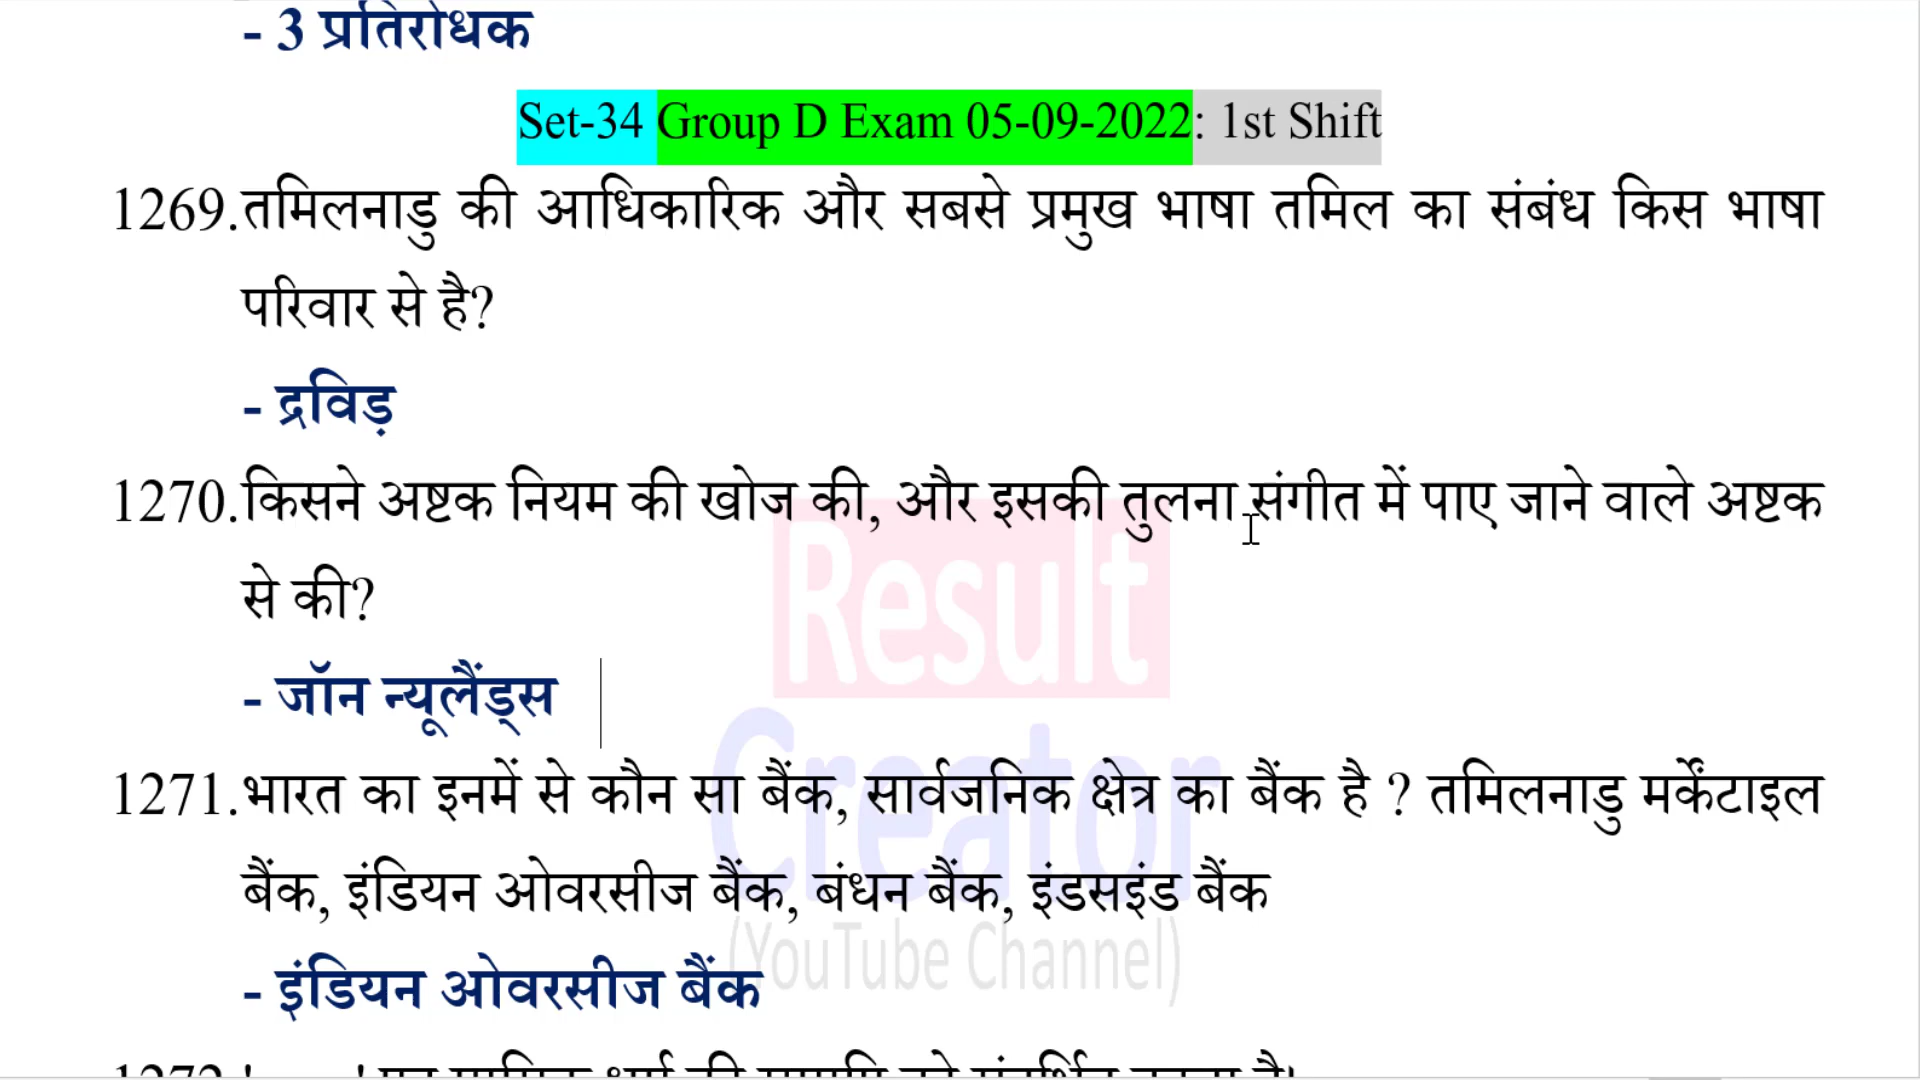 - 3 प्रतिरोधक
Set-34 Group D Exam 05-09-2022: 1st Shift
1269.तमिलनाडु की आधिकारिक और सबसे प्रमुख भाषा तमिल का संबंध किस भाषा
परिवार से है?
- द्रविड़
1270.किसने अष्टक नियम की खोज की, और इसकी तुलना संगीत में पाए जाने वाले अष्टक
से की?
- जॉन न्यूलैंड्स
1271.भारत का इनमें से कौन सा बैंक, सार्वजनिक क्षेत्र का बैंक है ? तमिलनाडु मर्केंटाइल
बैंक, इंडियन ओवरसीज बैंक, बंधन बैंक, इंडसइंड बैंक
- इंडियन ओवरसीज बैंक
Result
Creator
(YouTube Channel)